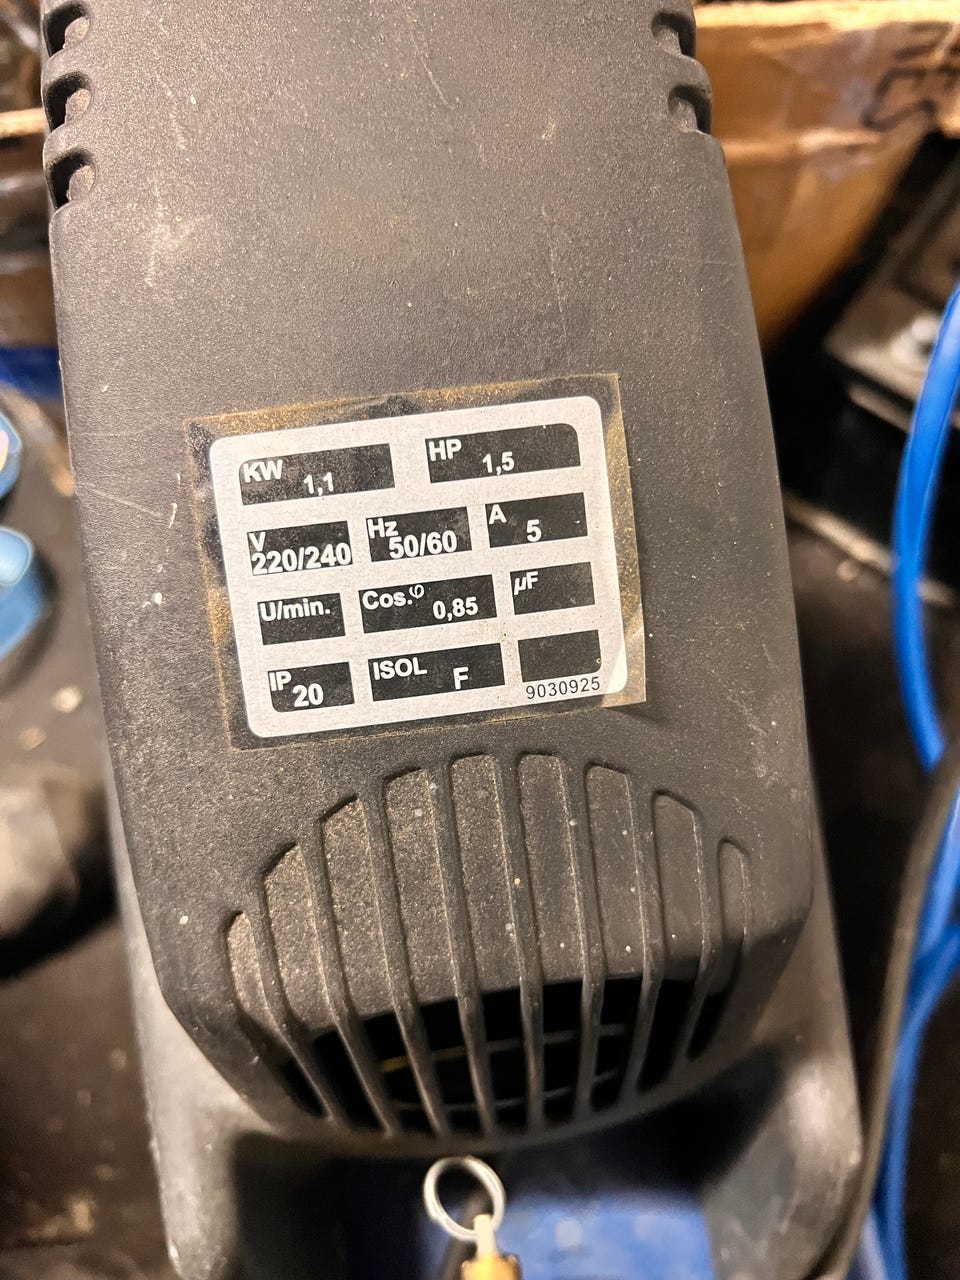 KW 1,1 HP 1,5
V 220/240 Hz 50/60 A 5
U/min. Cos.φ 0,85 µF
IP 20 ISOL F
9030925